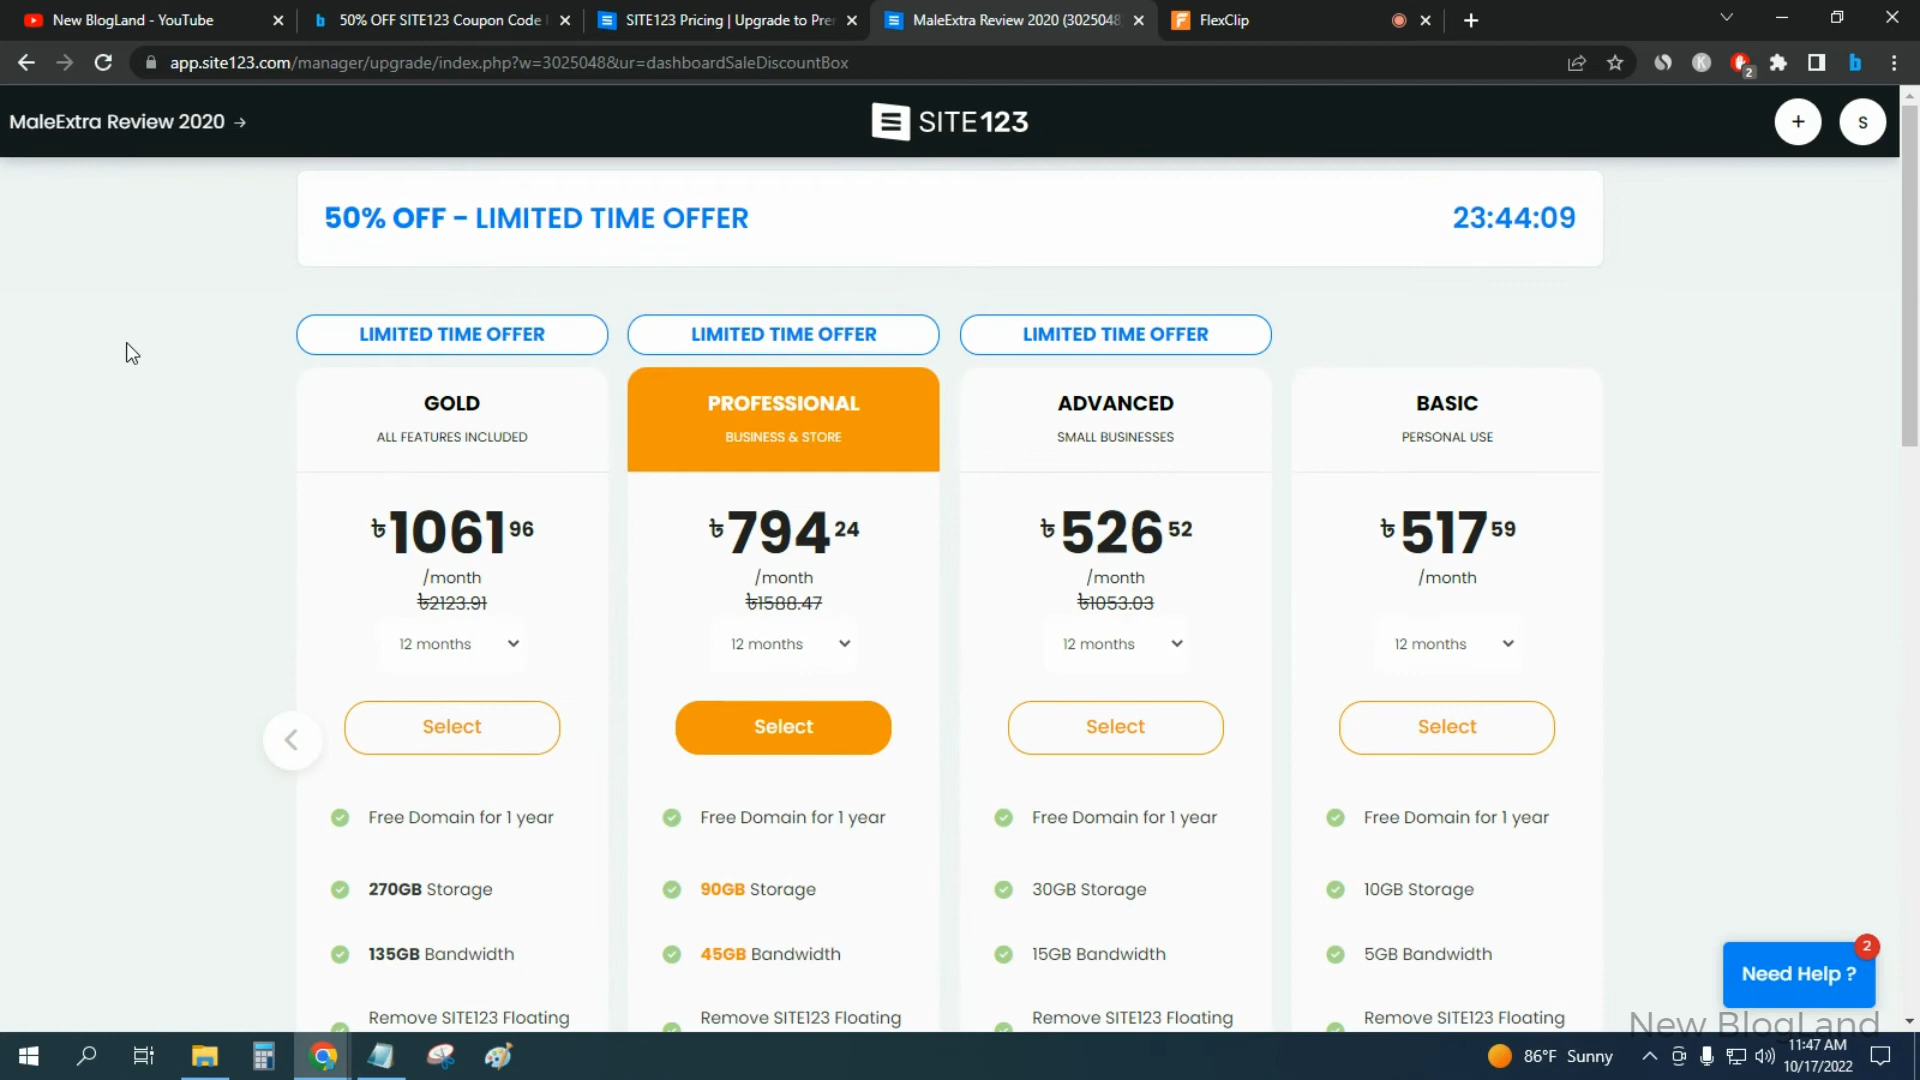 New BlogLand - YouTube
50% OFF SITE123 Coupon Code
SITE123 Pricing | Upgrade to Pre
MaleExtra Review 2020 (3025048
FlexClip
app.site123.com/manager/upgrade/index.php?w=3025048&ur=dashboardSaleDiscountBox
K
2
b
MaleExtra Review 2020 →
SITE123
+
S
50% OFF - LIMITED TIME OFFER
23:44:09
LIMITED TIME OFFER
LIMITED TIME OFFER
LIMITED TIME OFFER
GOLD
ALL FEATURES INCLUDED
৳1061 96
/month
৳2123.91
12 months
Select
Free Domain for 1 year
270GB Storage
135GB Bandwidth
Remove SITE123 Floating
PROFESSIONAL
BUSINESS & STORE
৳794 24
/month
৳1588.47
12 months
Select
Free Domain for 1 year
90GB Storage
45GB Bandwidth
Remove SITE123 Floating
ADVANCED
SMALL BUSINESSES
৳526 52
/month
৳1053.03
12 months
Select
Free Domain for 1 year
30GB Storage
15GB Bandwidth
Remove SITE123 Floating
BASIC
PERSONAL USE
৳517 59
/month
12 months
Select
Free Domain for 1 year
10GB Storage
5GB Bandwidth
Remove SITE123 Floating
2
Need Help ?
New BlogLand
86°F Sunny
11:47 AM
10/17/2022